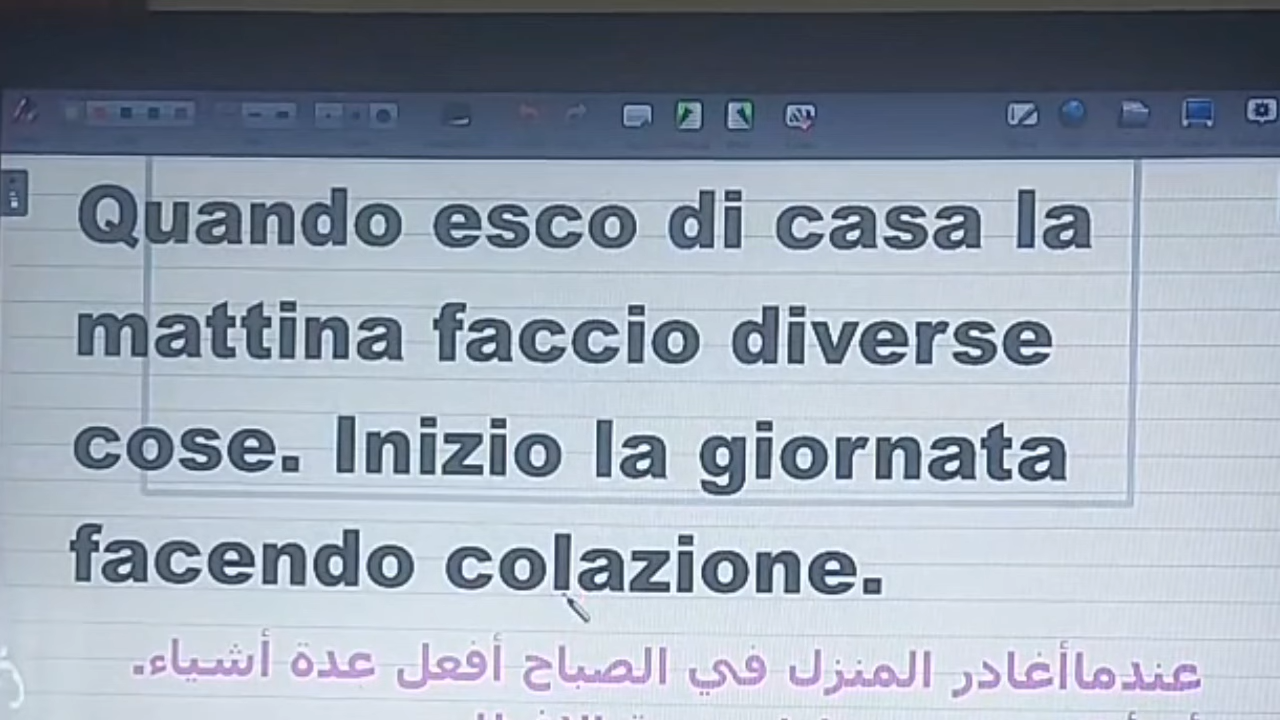 Quando esco di casa la
mattina faccio diverse
cose. Inizio la giornata
facendo colazione.
عندماأغادر المنزل في الصباح أفعل عدة أشياء.